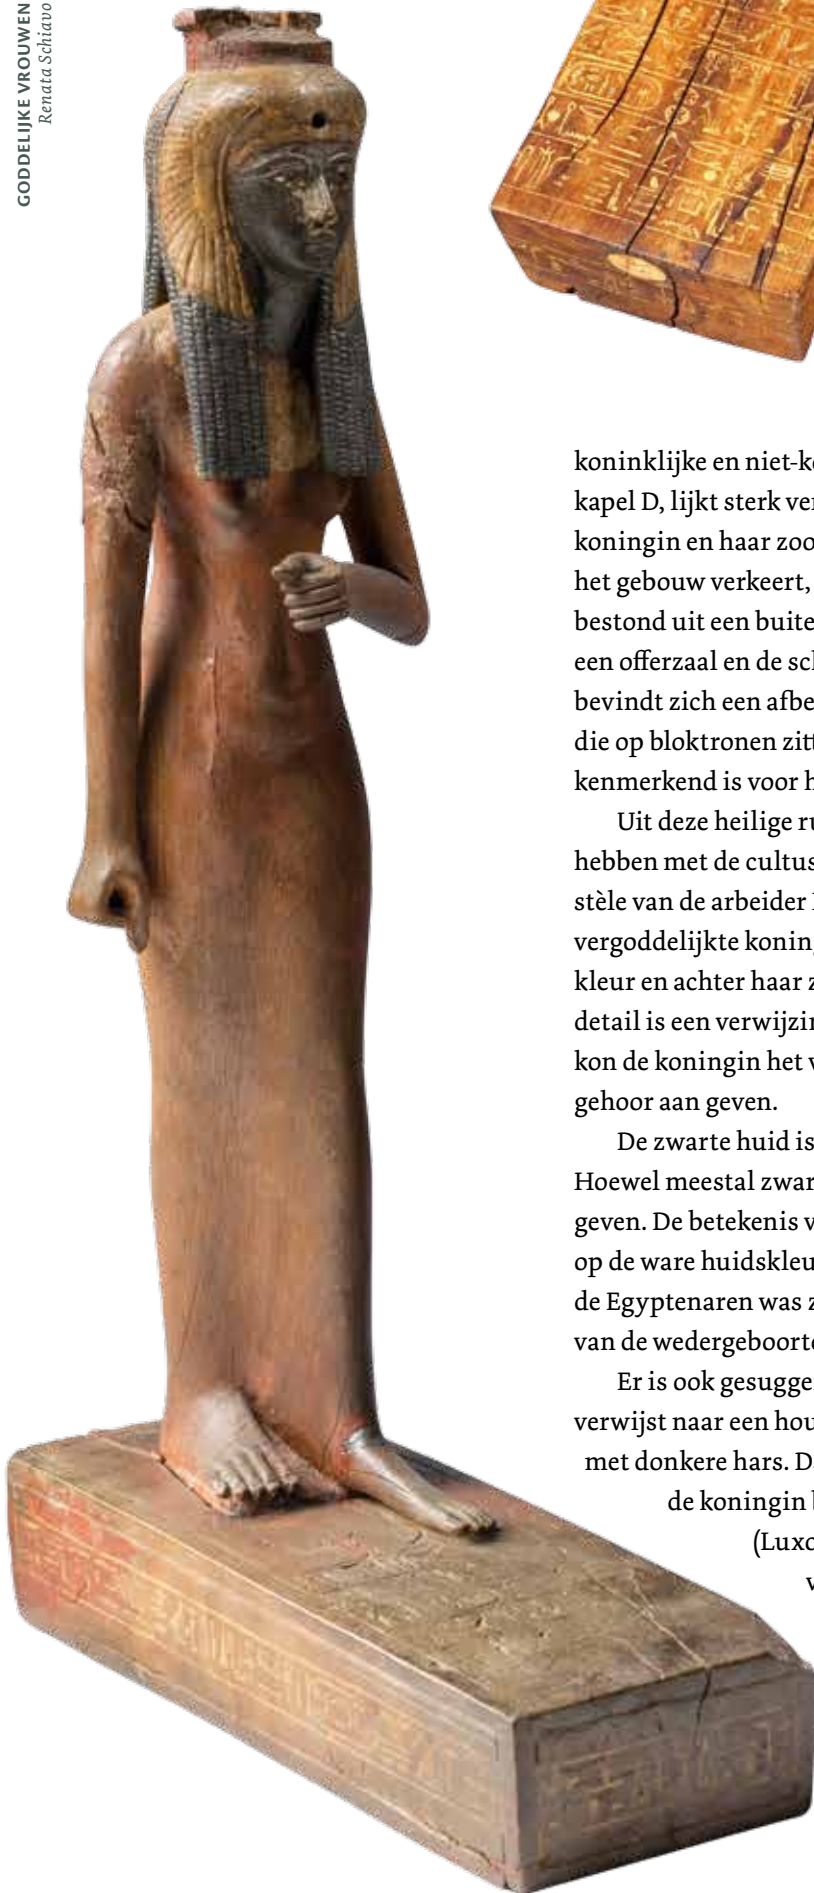 GODDELIJKE VROUWEN
Renata Schiavo
koninklijke en niet-ko
kapel D, lijkt sterk ver
koningin en haar zoo
het gebouw verkeert,
bestond uit een buite
een offerzaal en de scl
bevindt zich een afbe
die op bloktronen zitt
kenmerkend is voor h
Uit deze heilige ru
hebben met de cultus
stèle van de arbeider
vergoddelijkte koning
kleur en achter haar z
detail is een verwijzin
kon de koningin het v
gehoor aan geven.
De zwarte huid is
Hoewel meestal zwar
geven. De betekenis v
op de ware huidskleu
de Egyptenaren was z
van de wedergeboorte
Er is ook gesugger
verwijst naar een hou
met donkere hars. Da
de koningin b
(Luxo
v